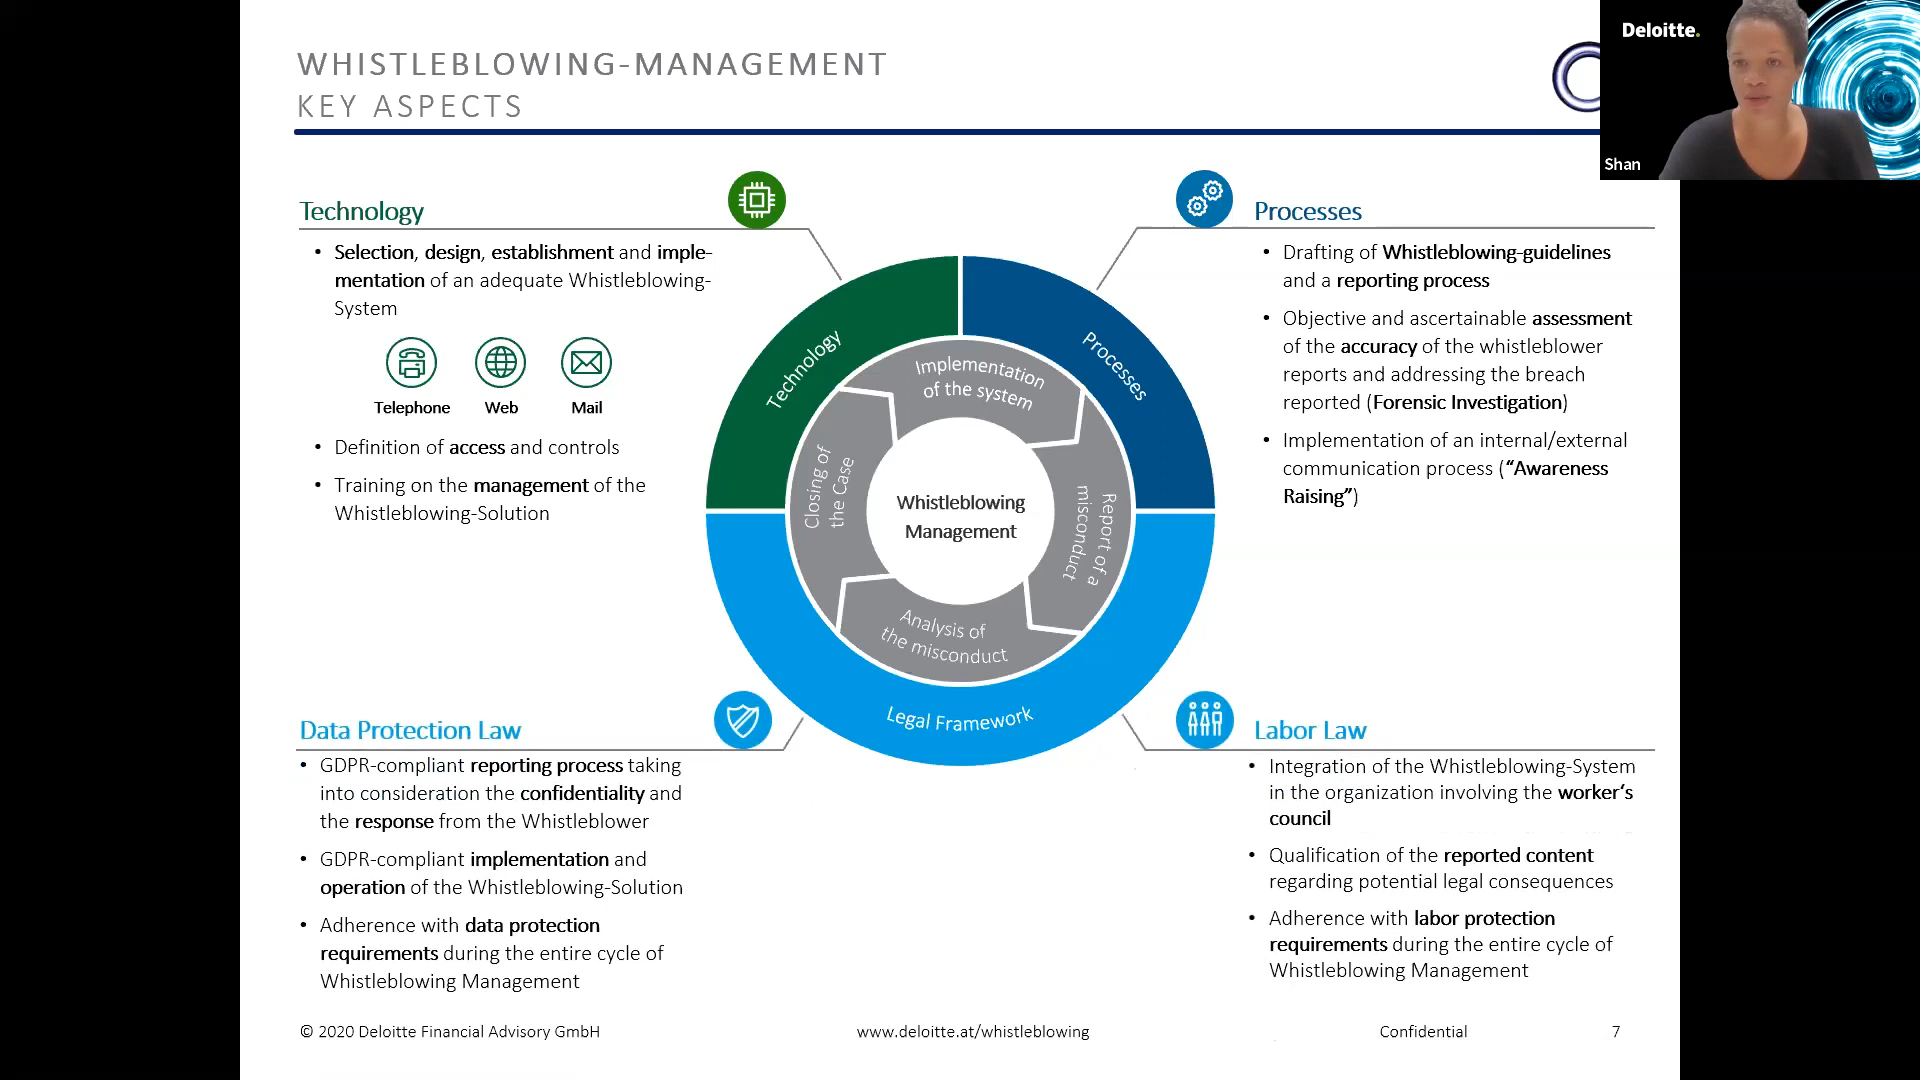 WHISTLEBLOWING-MANAGEMENT
KEY ASPECTS
Deloitte.
Shan
Technology
• Selection, design, establishment and imple-
mentation of an adequate Whistleblowing-
System
Telephone
Web
Mail
• Definition of access and controls
• Training on the management of the
Whistleblowing-Solution
Processes
• Drafting of Whistleblowing-guidelines
and a reporting process
• Objective and ascertainable assessment
of the accuracy of the whistleblower
reports and addressing the breach
reported (Forensic Investigation)
• Implementation of an internal/external
communication process (“Awareness
Raising”)
Technology
Processes
Legal Framework
Implementation
of the system
Report of a
misconduct
Analysis of
the misconduct
Closing of
the Case
Whistleblowing
Management
Data Protection Law
• GDPR-compliant reporting process taking
into consideration the confidentiality and
the response from the Whistleblower
• GDPR-compliant implementation and
operation of the Whistleblowing-Solution
• Adherence with data protection
requirements during the entire cycle of
Whistleblowing Management
Labor Law
• Integration of the Whistleblowing-System
in the organization involving the worker‘s
council
• Qualification of the reported content
regarding potential legal consequences
• Adherence with labor protection
requirements during the entire cycle of
Whistleblowing Management
© 2020 Deloitte Financial Advisory GmbH
www.deloitte.at/whistleblowing
Confidential
7